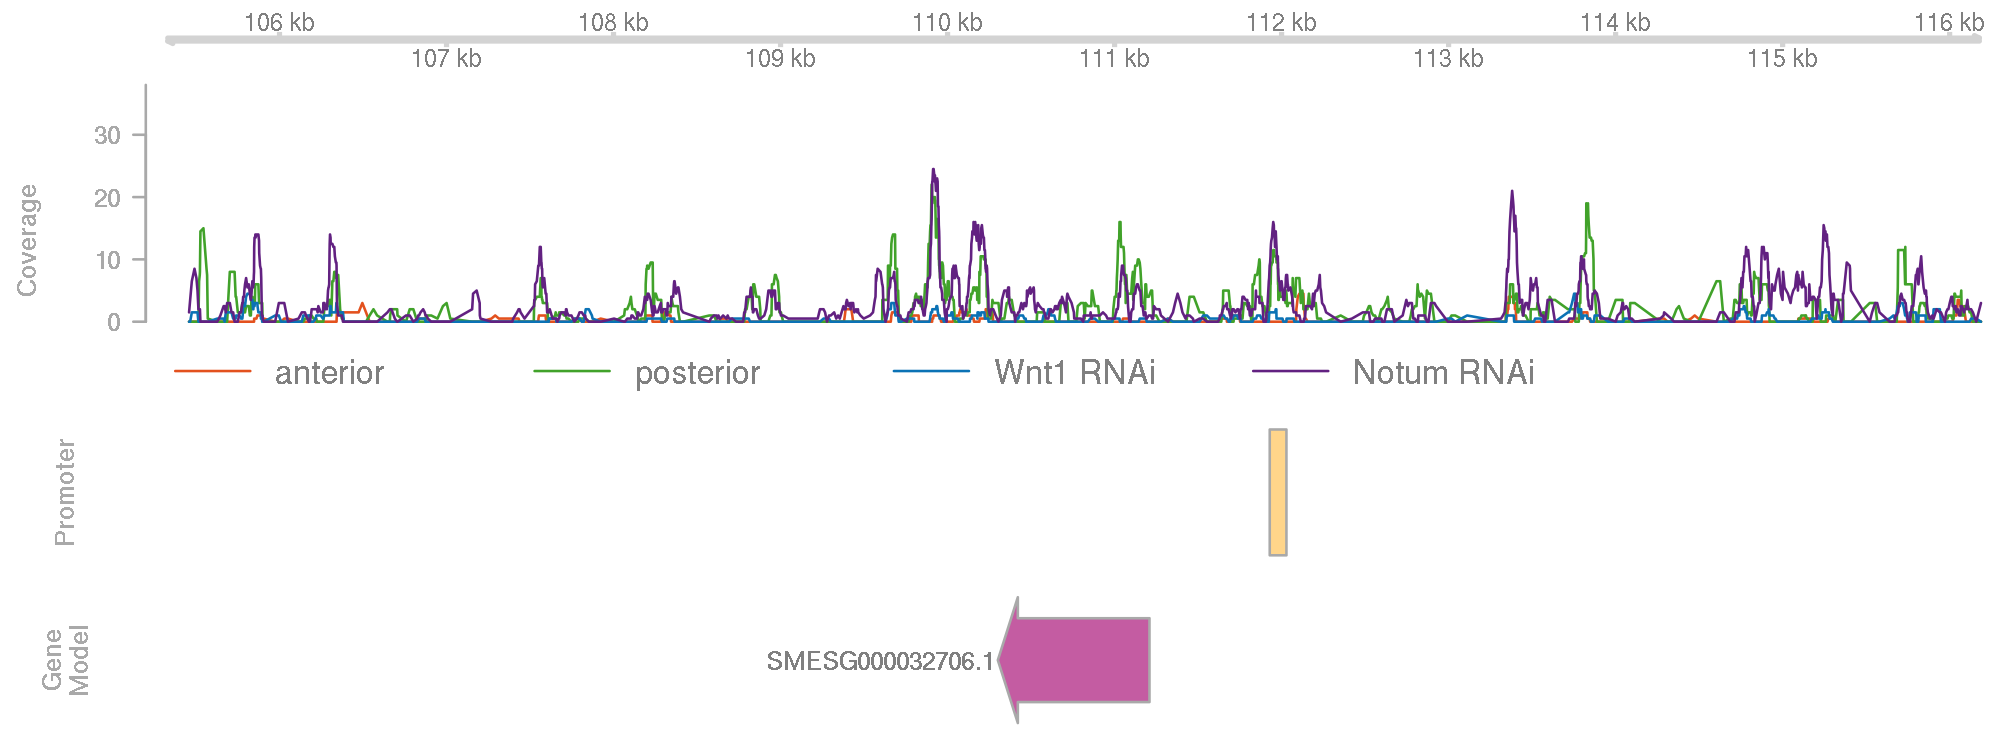 106 kb 108 kb 110 kb 112 kb 114 kb 116 kb
107 kb 109 kb 111 kb 113 kb 115 kb
Coverage
30
20
10
0
anterior posterior Wnt1 RNAi Notum RNAi
Promoter
Gene
Model
SMESG000032706.1